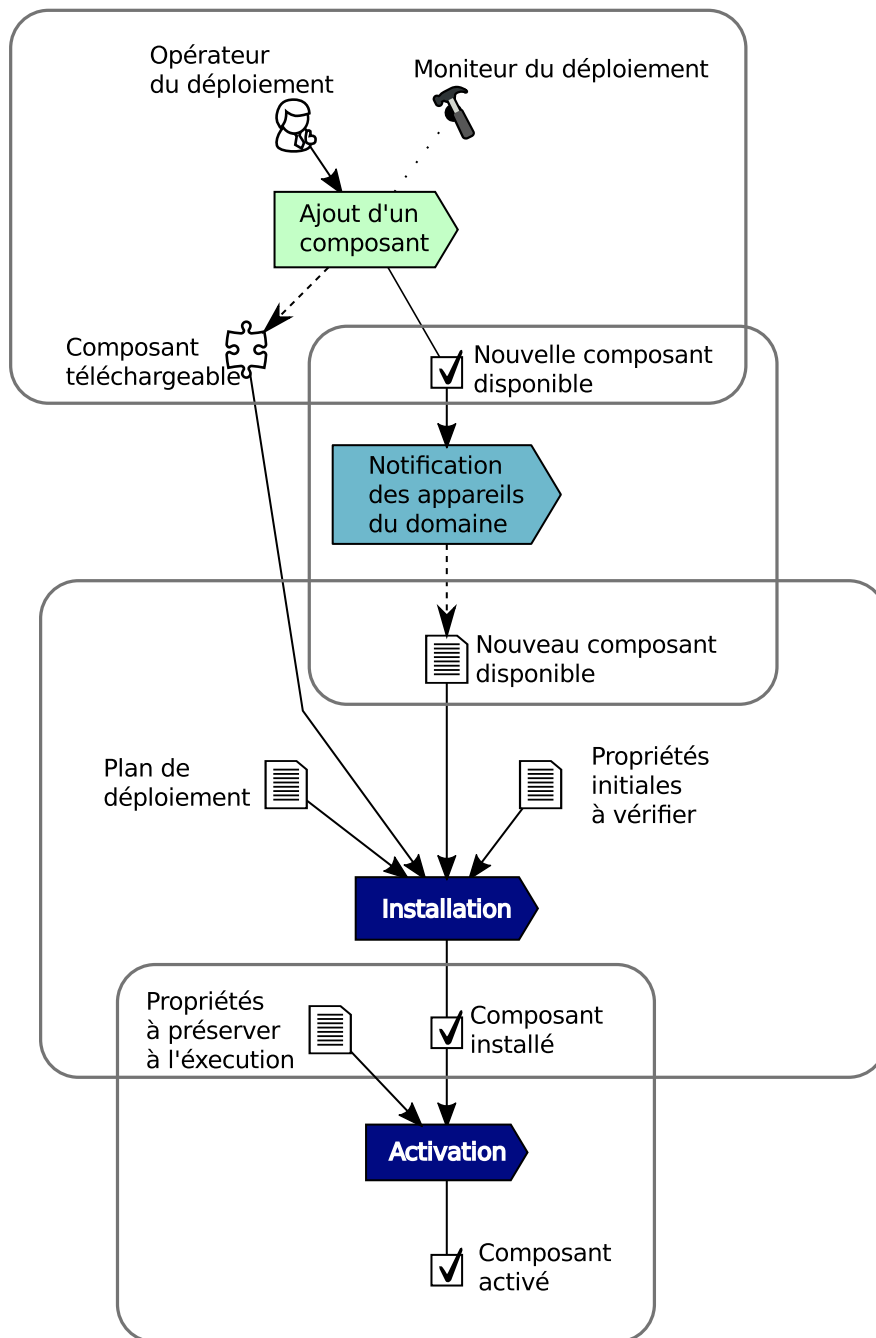 Opérateur
du déploiement
Moniteur du déploiement
Ajout d'un
composant
Composant
téléchargeable
Nouvelle composant
disponible
Notification
des appareils
du domaine
Nouveau composant
disponible
Plan de
déploiement
Propriétés
initiales
à vérifier
Installation
Propriétés
à préserver
à l'éxecution
Composant
installé
Activation
Composant
activé